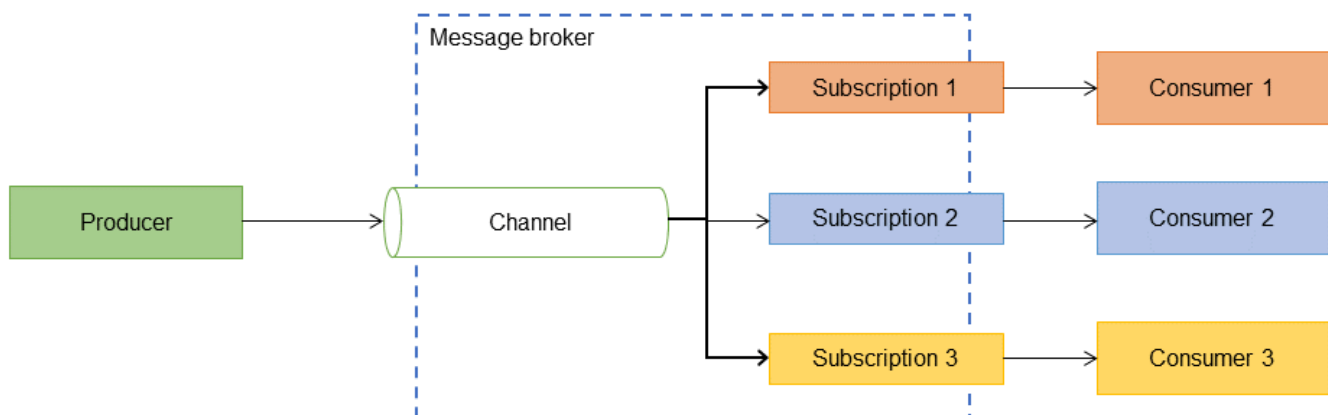 Message broker
Subscription 1
Consumer 1
Producer
Channel
Subscription 2
Consumer 2
Subscription 3
Consumer 3